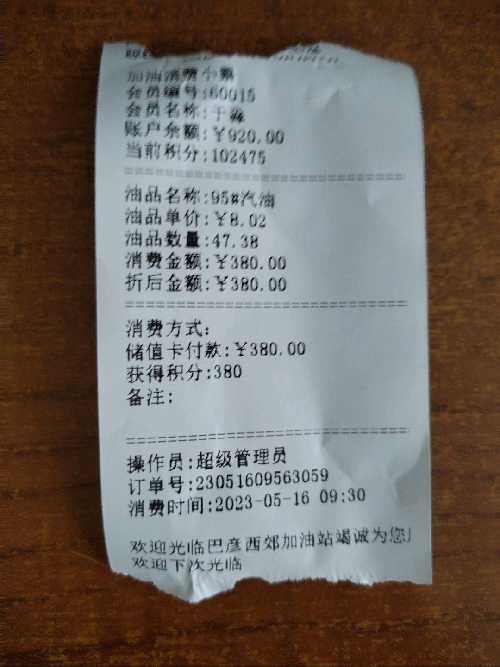 加油消费小票
会员编号:60015
会员名称:于淼
账户余额:￥920.00
当前积分:102475
油品名称:95#汽油
油品单价:￥8.02
油品数量:47.38
消费金额:￥380.00
折后金额:￥380.00
消费方式:
储值卡付款:￥380.00
获得积分:380
备注:
操作员:超级管理员
订单号:23051609563059
消费时间:2023-05-16 09:30
欢迎光临巴彦西郊加油站竭诚为您
欢迎下次光临